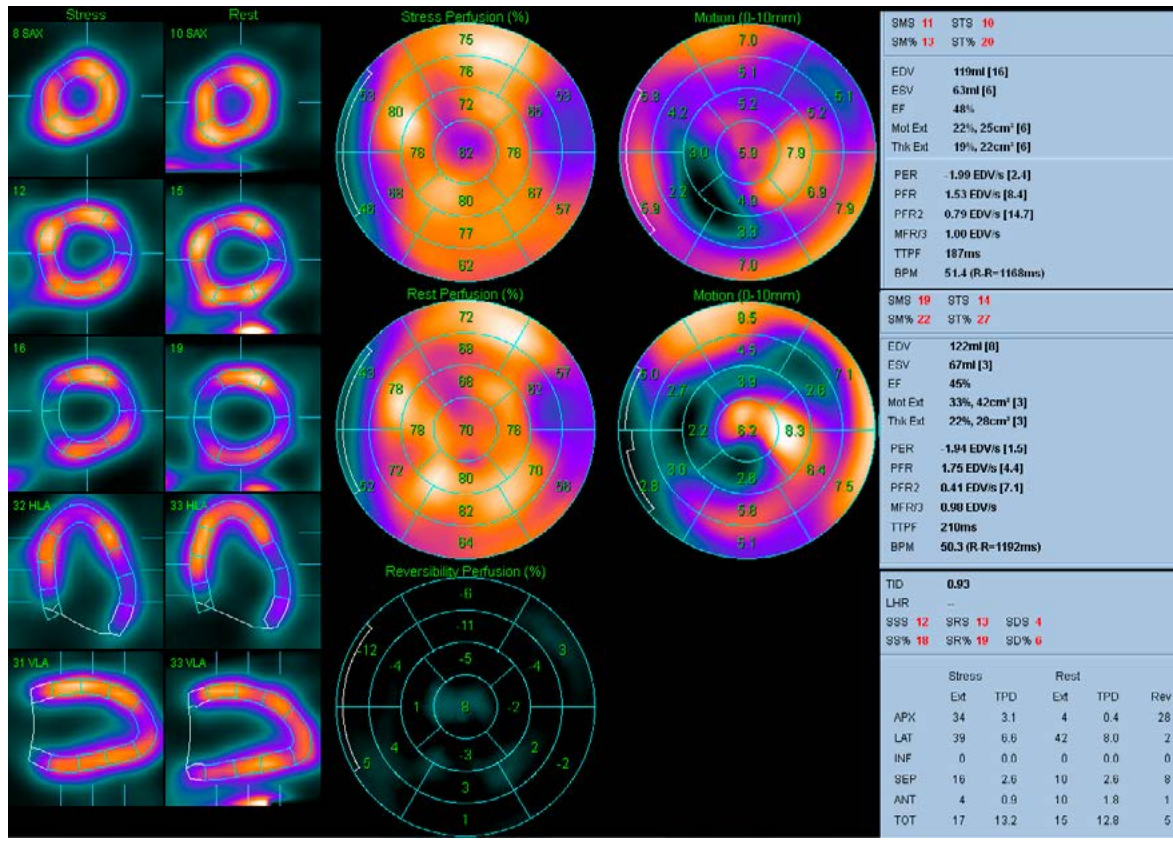 Stress
Rest
8 SAX
10 SAX
12
15
16
19
32 HLA
33 HLA
31 VLA
33 VLA
Stress Perfusion (%)
75
76
72
53 80 65 53
78 82 78
46 68 80 67 57
77
62
Motion (0-10mm)
7.0
5.1
5.2
5.8 4.2 5.2 5.1
3.0 5.9 7.9
5.9 2.2 4.9 6.9 7.9
3.3
7.0
Rest Perfusion (%)
72
68
68
43 78 62 57
78 70 76
52 72 80 70 56
82
64
Motion (0-10mm)
4.5
3.9
2.7 7.1
2.2 6.2 8.3
2.8 3.0 6.4 7.5
5.8
5.1
Reversibility Perfusion (%)
-6
-11
-5
-12 -4 -4 3
1 8 -2
5 4 -3 2 -2
3
1
SMS 11 STS 10
SM% 13 ST% 20
EDV 119ml [16]
ESV 63ml [6]
EF 48%
Mot Ext 22%, 25cm² [6]
Thk Ext 19%, 22cm² [6]
PER -1.99 EDV/s [2.4]
PFR 1.53 EDV/s [8.4]
PFR2 0.79 EDV/s [14.7]
MFR/3 1.00 EDV/s
TTPF 187ms
BPM 51.4 (R-R=1168ms)
SMS 19 STS 14
SM% 22 ST% 27
EDV 122ml [8]
ESV 67ml [3]
EF 45%
Mot Ext 33%, 42cm² [3]
Thk Ext 22%, 28cm² [3]
PER -1.94 EDV/s [1.5]
PFR 1.75 EDV/s [4.4]
PFR2 0.41 EDV/s [7.1]
MFR/3 0.98 EDV/s
TTPF 210ms
BPM 50.3 (R-R=1192ms)
TID 0.93
LHR --
SSS 12 SRS 13 SDS 4
SS% 18 SR% 19 SD% 6
Stress Rest
Ext TPD Ext TPD Rev
APX 34 3.1 4 0.4 28
LAT 39 6.6 42 8.0 2
INF 0 0.0 0 0.0 0
SEP 16 2.6 10 2.6 8
ANT 4 0.9 10 1.8 1
TOT 17 13.2 15 12.8 5